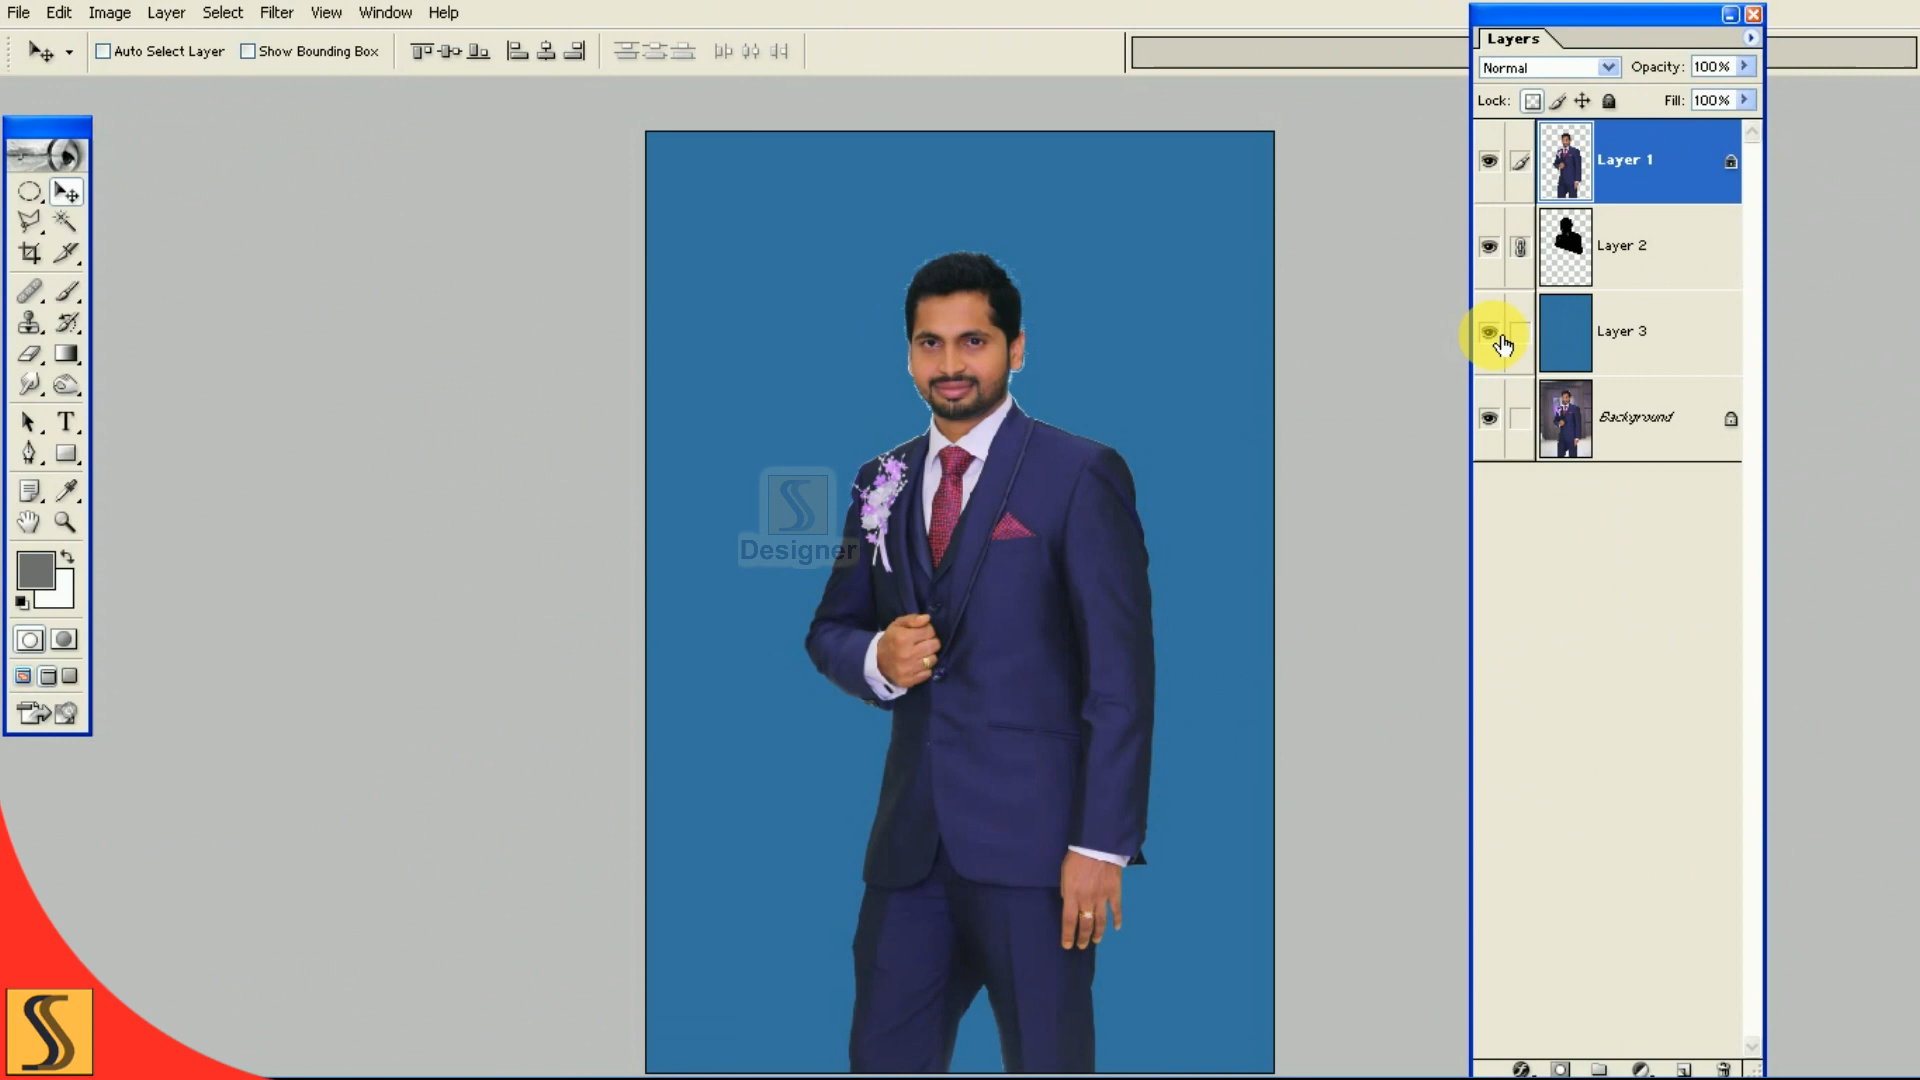 File Edit Image Layer Select Filter View Window Help
Auto Select Layer Show Bounding Box
Layers
Normal Opacity: 100%
Lock: Fill: 100%
Layer 1
Layer 2
Layer 3
Background
Designer